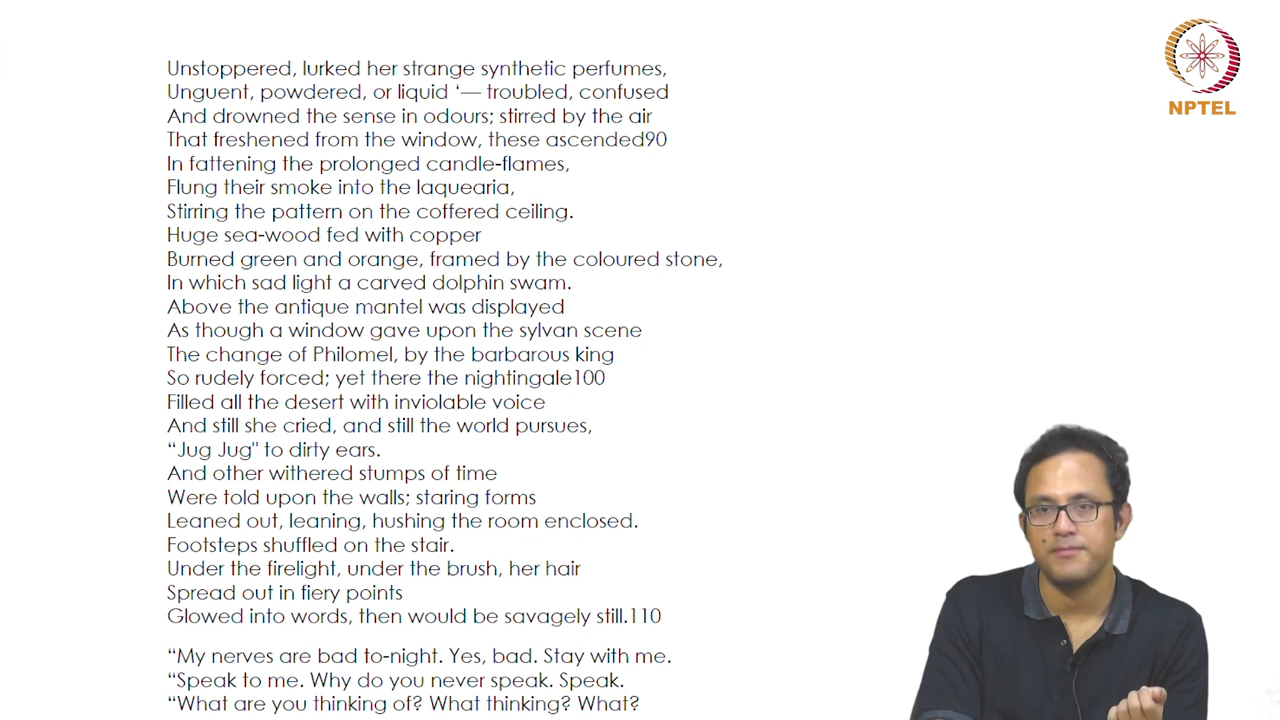 Unstoppered, lurked her strange synthetic perfumes,
Unguent, powdered, or liquid ‘— troubled, confused
And drowned the sense in odours; stirred by the air
That freshened from the window, these ascended90
In fattening the prolonged candle-flames,
Flung their smoke into the laquearia,
Stirring the pattern on the coffered ceiling.
Huge sea-wood fed with copper
Burned green and orange, framed by the coloured stone,
In which sad light a carved dolphin swam.
Above the antique mantel was displayed
As though a window gave upon the sylvan scene
The change of Philomel, by the barbarous king
So rudely forced; yet there the nightingale100
Filled all the desert with inviolable voice
And still she cried, and still the world pursues,
“Jug Jug" to dirty ears.
And other withered stumps of time
Were told upon the walls; staring forms
Leaned out, leaning, hushing the room enclosed.
Footsteps shuffled on the stair.
Under the firelight, under the brush, her hair
Spread out in fiery points
Glowed into words, then would be savagely still.110
“My nerves are bad to-night. Yes, bad. Stay with me.
“Speak to me. Why do you never speak. Speak.
“What are you thinking of? What thinking? What?
NPTEL